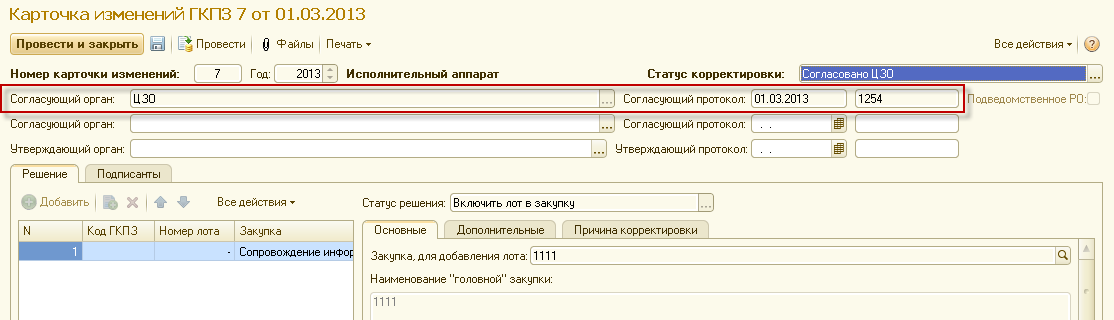 Карточка изменений ГКПЗ 7 от 01.03.2013
Провести и закрыть Провести Файлы Печать Все действия ?
Номер карточки изменений: 7 Год: 2013 Исполнительный аппарат Статус корректировки: Согласовано ЦЗО ...
Согласующий орган: ЦЗО ... Согласующий протокол: 01.03.2013 1254 Подведомственное РО:
Согласующий орган: ... Согласующий протокол: . .
Утверждающий орган: ... Утверждающий протокол: . .
Решение Подписанты
Добавить Все действия Статус решения: Включить лот в закупку ...
N Код ГКПЗ Номер лота Закупка Основные Дополнительные Причина корректировки
1 - Сопровождение инфор Закупка, для добавления лота: 1111
Наименование "головной" закупки:
1111